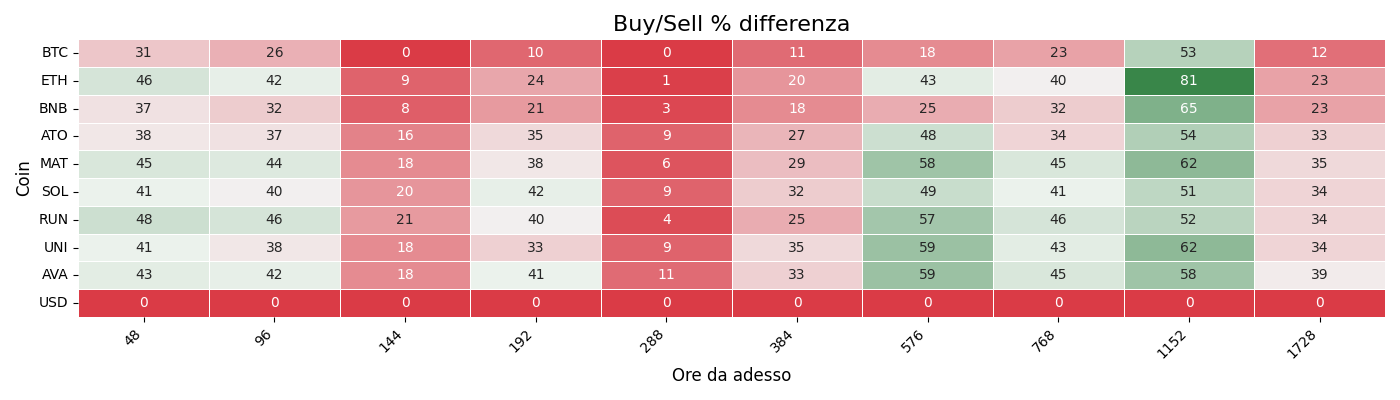 Buy/Sell % differenza
Coin
BTC 31 26 0 10 0 11 18 23 53 12
ETH 46 42 9 24 1 20 43 40 81 23
BNB 37 32 8 21 3 18 25 32 65 23
ATO 38 37 16 35 9 27 48 34 54 33
MAT 45 44 18 38 6 29 58 45 62 35
SOL 41 40 20 42 9 32 49 41 51 34
RUN 48 46 21 40 4 25 57 46 52 34
UNI 41 38 18 33 9 35 59 43 62 34
AVA 43 42 18 41 11 33 59 45 58 39
USD 0 0 0 0 0 0 0 0 0 0
48 96 144 192 288 384 576 768 1152 1728
Ore da adesso